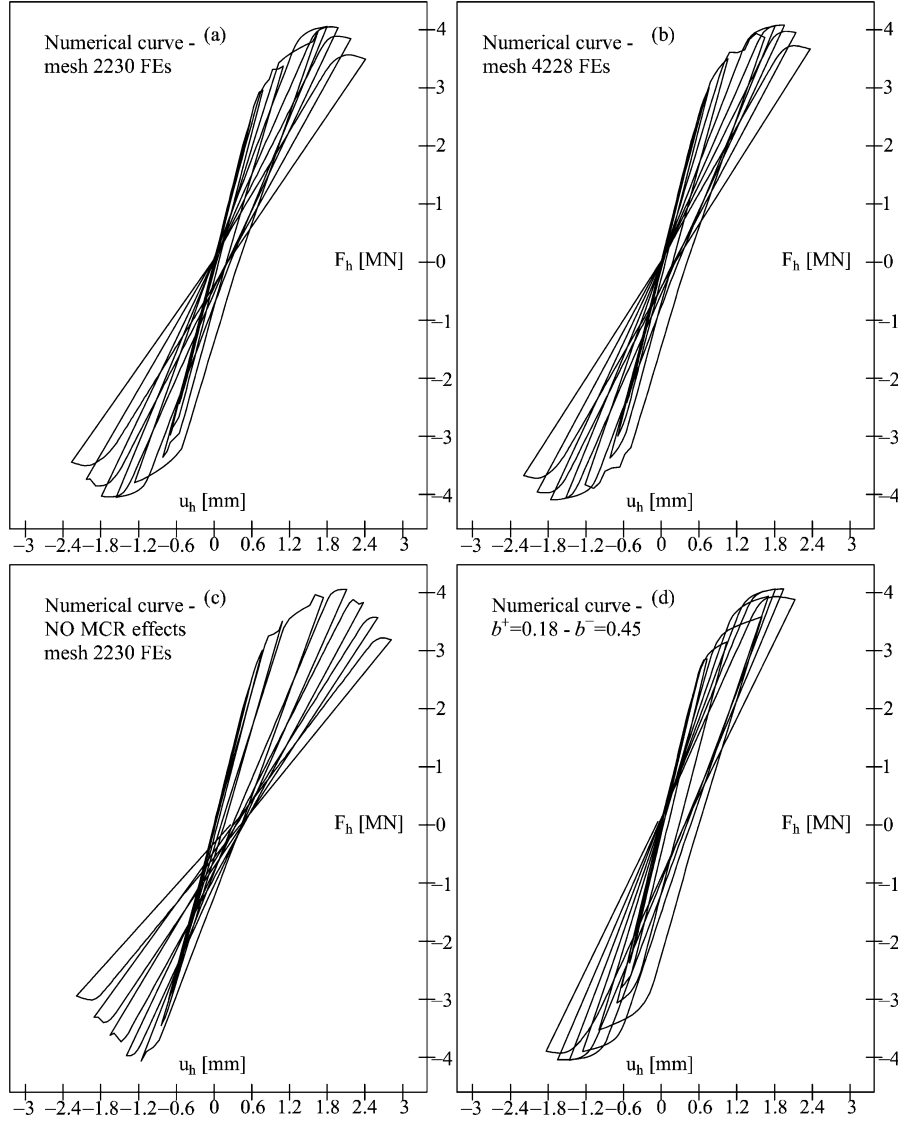 Numerical curve - (a)
mesh 2230 FEs
4
3
2
1
F_h [MN] 0
−1
−2
−3
u_h [mm] −4
−3 −2.4 −1.8 −1.2 −0.6 0 0.6 1.2 1.8 2.4 3
Numerical curve - (b)
mesh 4228 FEs
4
3
2
1
F_h [MN] 0
−1
−2
−3
u_h [mm] −4
−3 −2.4 −1.8 −1.2 −0.6 0 0.6 1.2 1.8 2.4 3
Numerical curve - (c)
NO MCR effects
mesh 2230 FEs
4
3
2
1
F_h [MN] 0
−1
−2
−3
u_h [mm] −4
−3 −2.4 −1.8 −1.2 −0.6 0 0.6 1.2 1.8 2.4 3
Numerical curve - (d)
b⁺=0.18 - b⁻=0.45
4
3
2
1
F_h [MN] 0
−1
−2
−3
u_h [mm] −4
−3 −2.4 −1.8 −1.2 −0.6 0 0.6 1.2 1.8 2.4 3